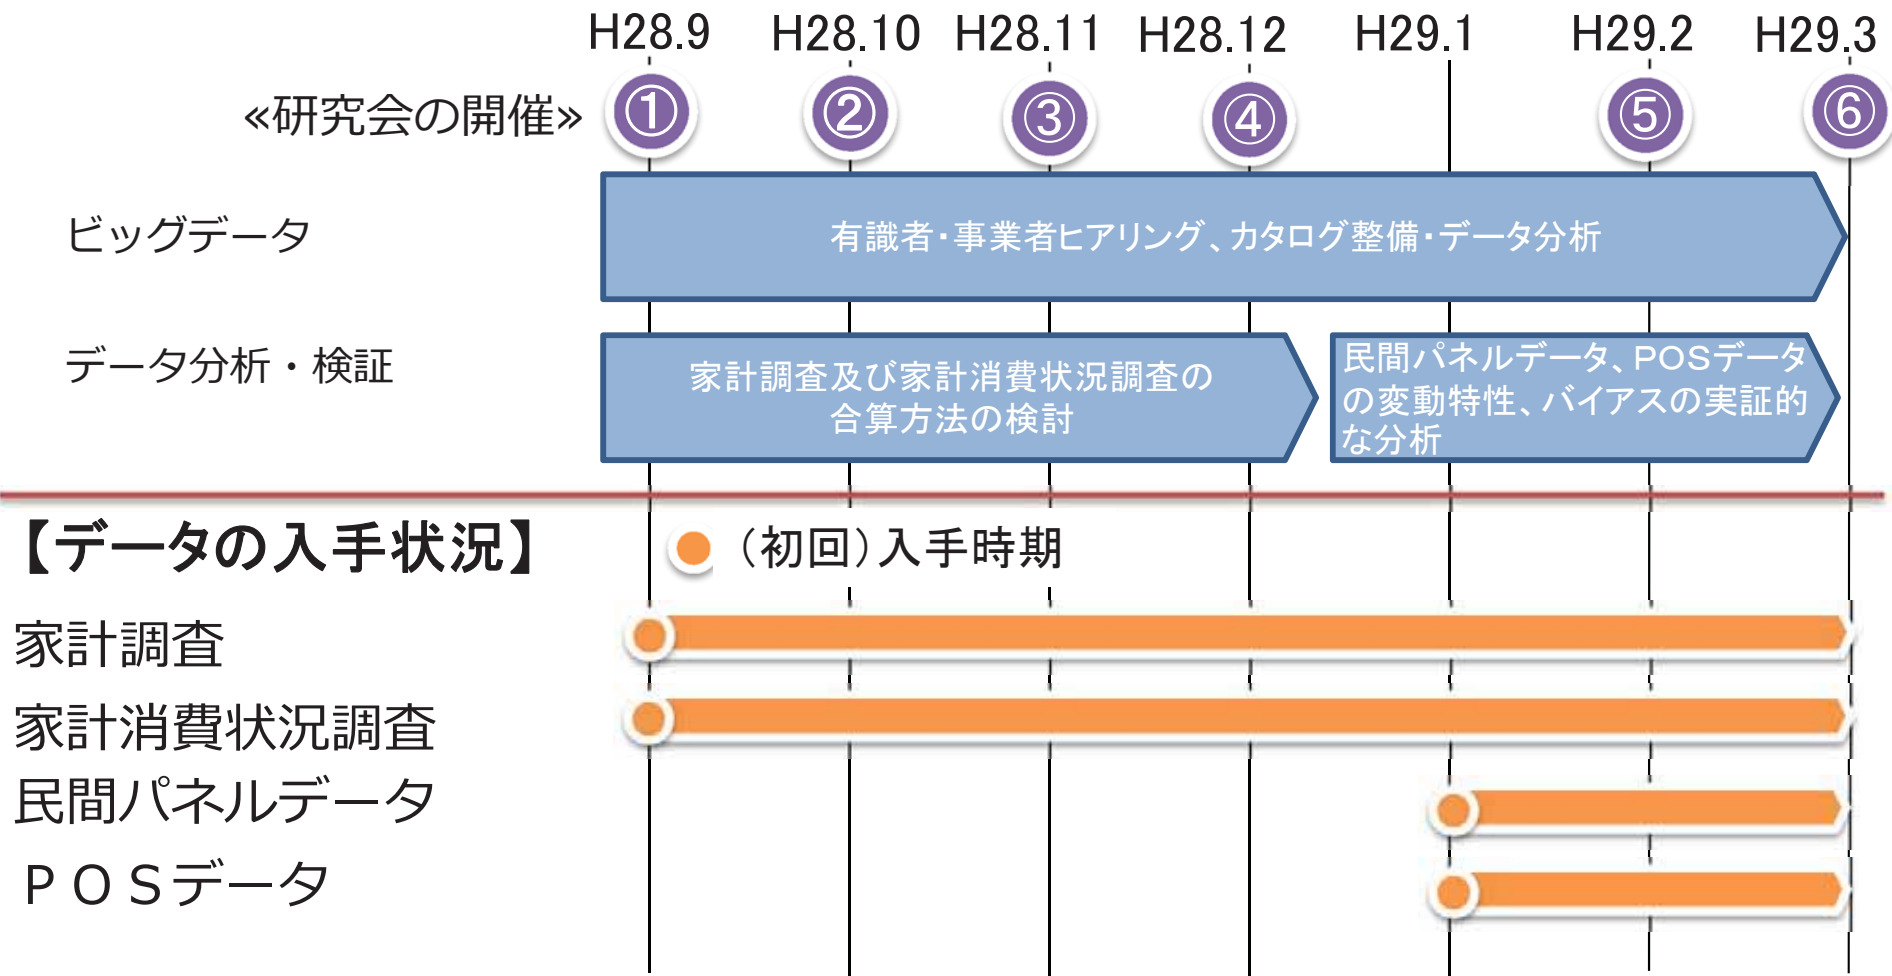 H28.9 H28.10 H28.11 H28.12 H29.1 H29.2 H29.3
«研究会の開催» ① ② ③ ④ ⑤ ⑥
ビッグデータ
有識者・事業者ヒアリング、カタログ整備・データ分析
データ分析・検証
家計調査及び家計消費状況調査の
合算方法の検討
民間パネルデータ、POSデータ
の変動特性、バイアスの実証的
な分析
【データの入手状況】
（初回）入手時期
家計調査
家計消費状況調査
民間パネルデータ
ＰＯＳデータ